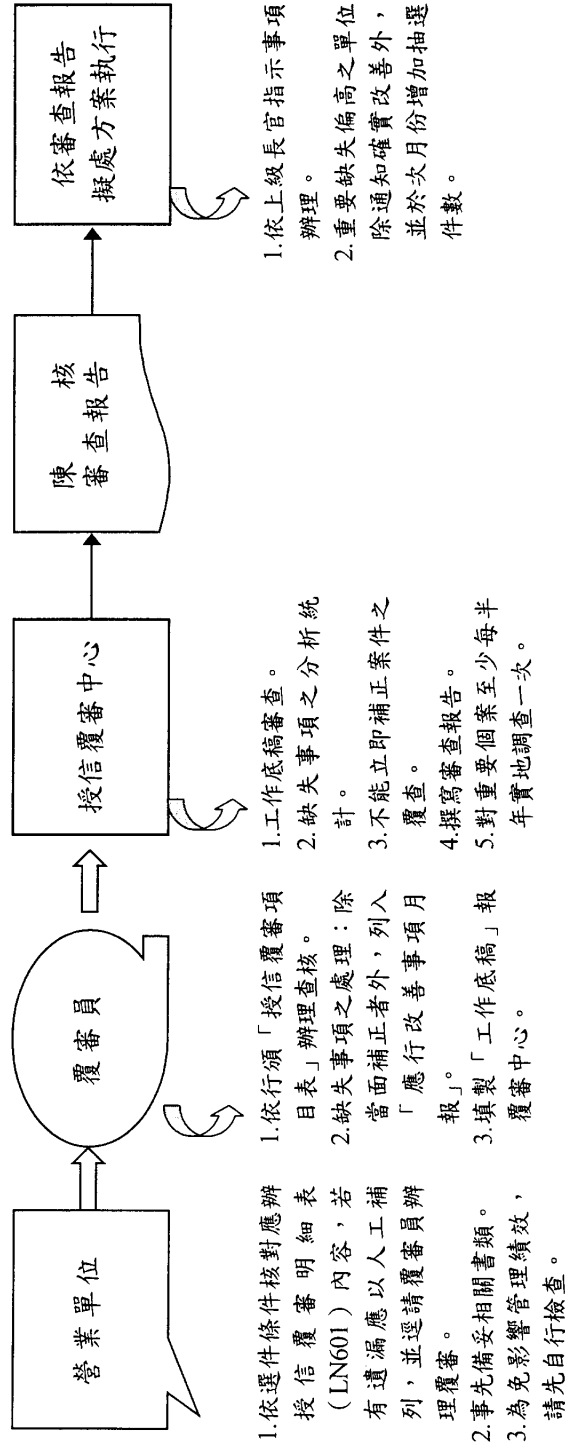 營業單位
1.依選件條件核對應辦
授信覆審明細表
（LN601）內容，若
有遺漏應以人工補
列，並逕請覆審員辦
理覆審。
2.事先備妥相關書類。
3.為免影響管理績效，
請先自行檢查。
覆審員
1.依行頒「授信覆審項
目表」辦理查核。
2.缺失事項之處理：除
當面補正者外，列入
「應行改善事項月
報」。
3.填製「工作底稿」報
覆審中心。
授信覆審中心
1.工作底稿審查。
2.缺失事項之分析統
計。
3.不能立即補正案件之
覆查。
4.撰寫審查報告。
5.對重要個案至少每半
年實地調查一次。
陳 核
審查報告
依審查報告
擬處方案執行
1.依上級長官指示事項
辦理。
2.重要缺失偏高之單位
除通知確實改善外，
並於次月份增加抽選
件數。